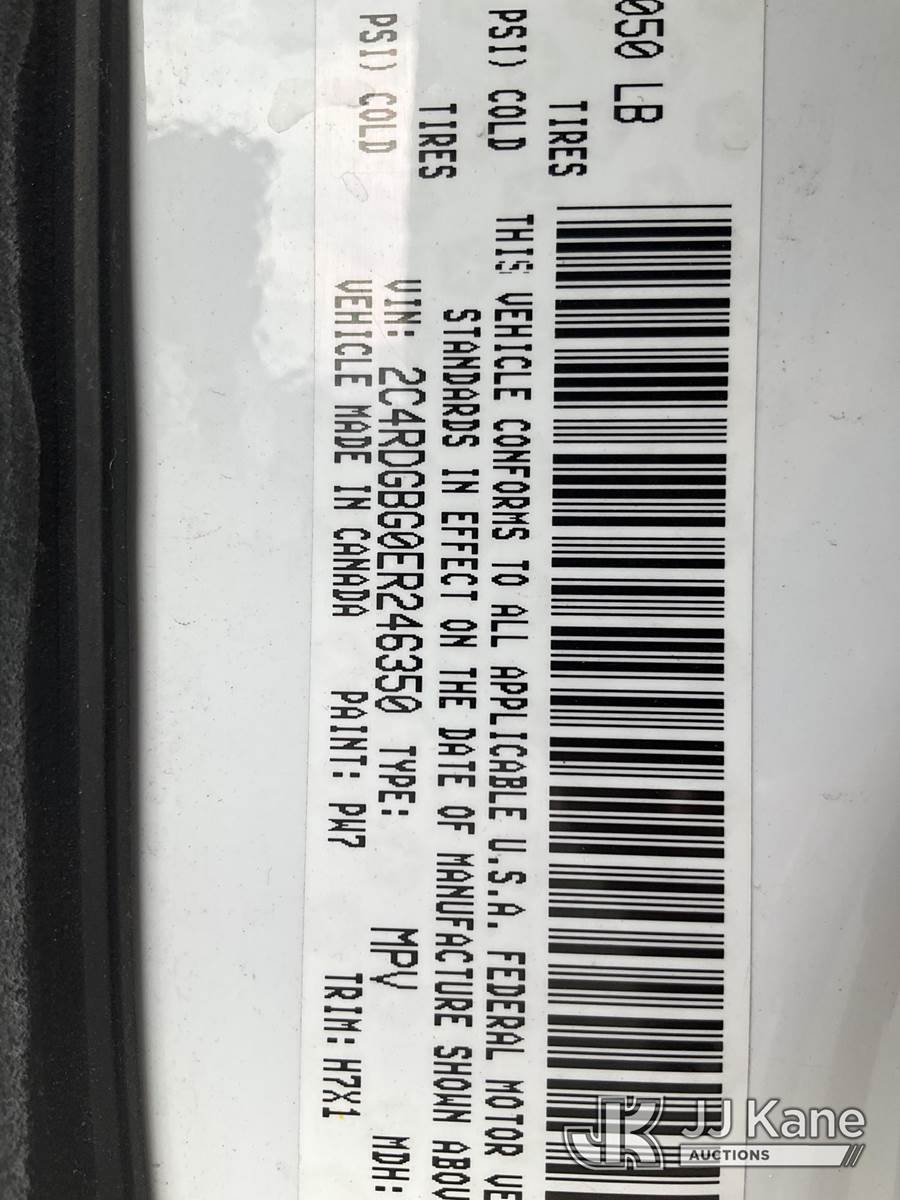 050 LB
TIRES
PSI) COLD
TIRES
PSI) COLD
THIS VEHICLE CONFORMS TO ALL APPLICABLE U.S.A. FEDERAL MOTOR VE
STANDARDS IN EFFECT ON THE DATE OF MANUFACTURE SHOWN ABOV
VIN: 2C4RDGBG0ER246350 TYPE: MPV MDH:
VEHICLE MADE IN CANADA PAINT: PW7 TRIM: H7X1
JK JJ Kane
AUCTIONS